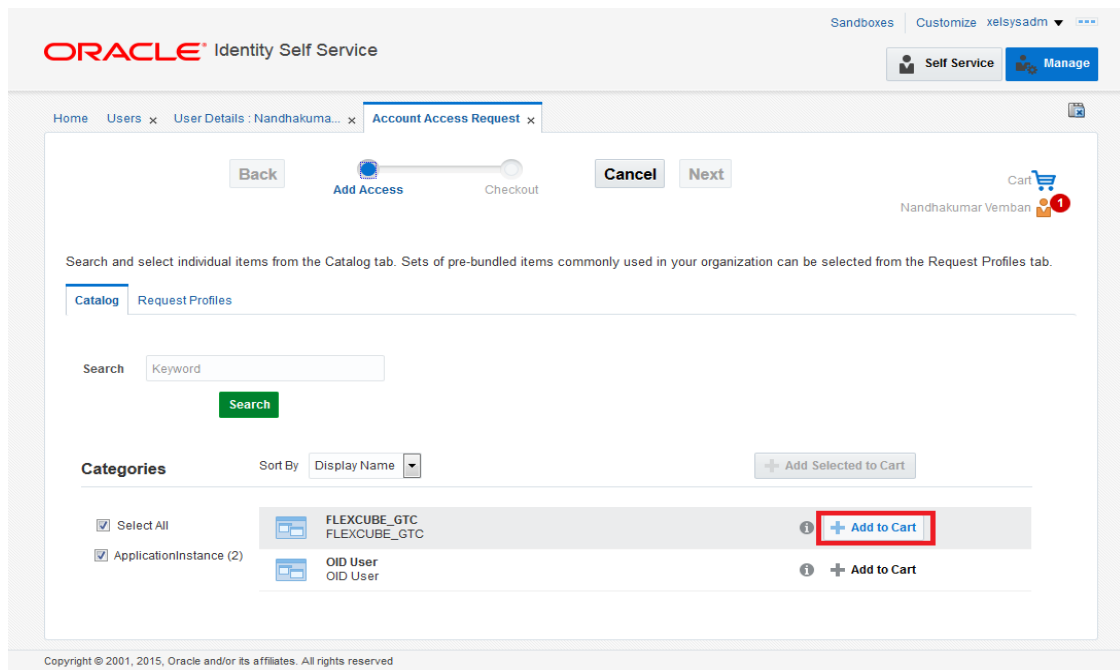 Sandboxes Customize xelsysadm
ORACLE Identity Self Service
Self Service Manage
Home Users x User Details : Nandhakuma... x Account Access Request x
Back Cancel Next
Add Access Checkout
Cart
Nandhakumar Vemban 1
Search and select individual items from the Catalog tab. Sets of pre-bundled items commonly used in your organization can be selected from the Request Profiles tab.
Catalog Request Profiles
Search Keyword
Search
Categories Sort By Display Name Add Selected to Cart
Select All
ApplicationInstance (2)
FLEXCUBE_GTC
FLEXCUBE_GTC
Add to Cart
OID User
OID User
Add to Cart
Copyright © 2001, 2015, Oracle and/or its affiliates. All rights reserved